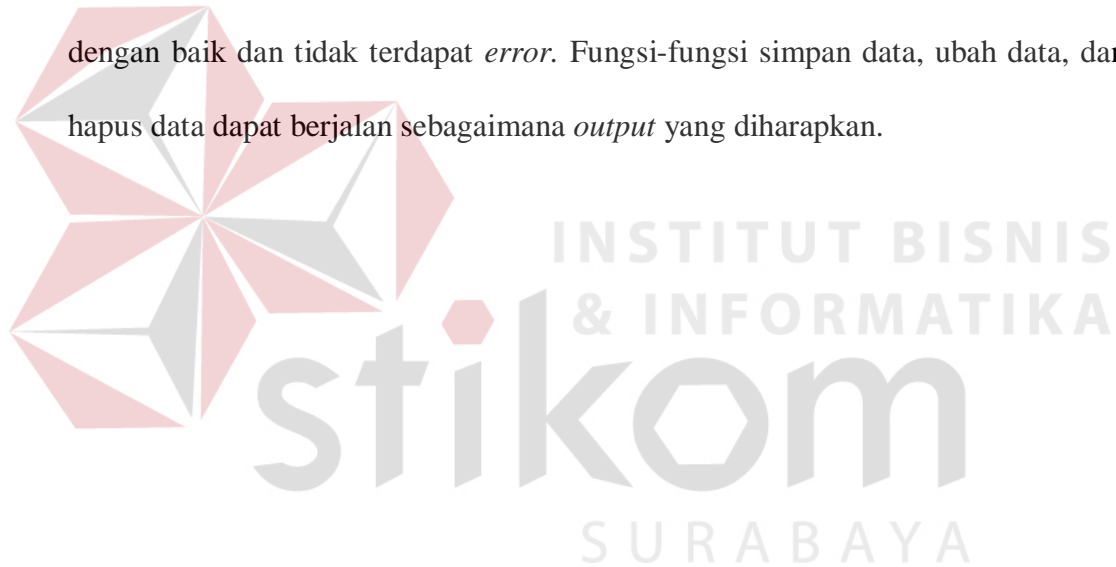 dengan baik dan tidak terdapat error. Fungsi-fungsi simpan data, ubah data, dan
hapus data dapat berjalan sebagaimana output yang diharapkan.
INSTITUT BISNIS
& INFORMATIKA
stikom
SURABAYA